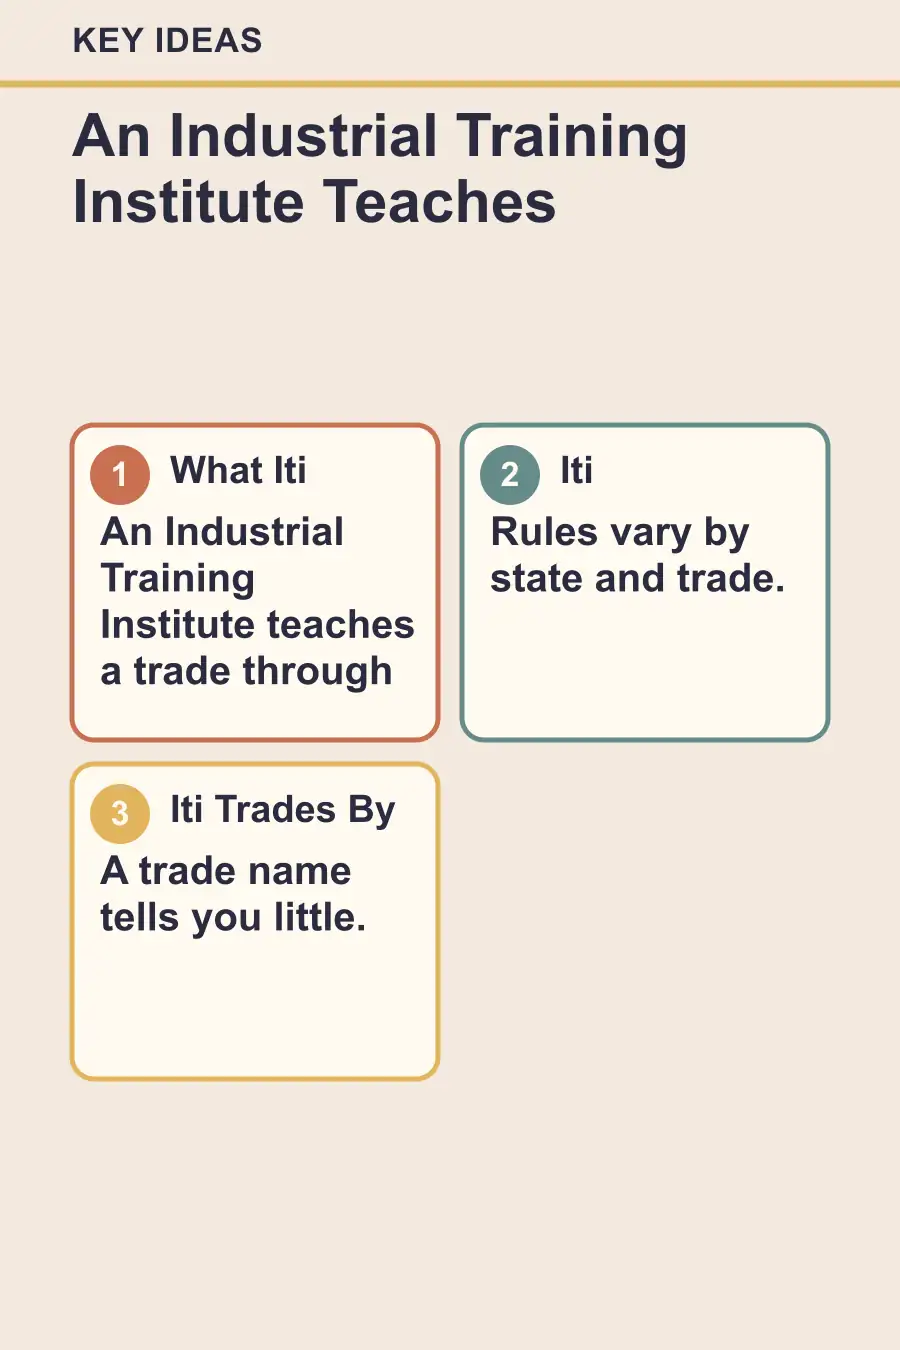 KEY IDEAS
An Industrial Training
Institute Teaches
1
What Iti
An Industrial
Training
Institute teaches
a trade through
2
Iti
Rules vary by
state and trade.
3
Iti Trades By
A trade name
tells you little.